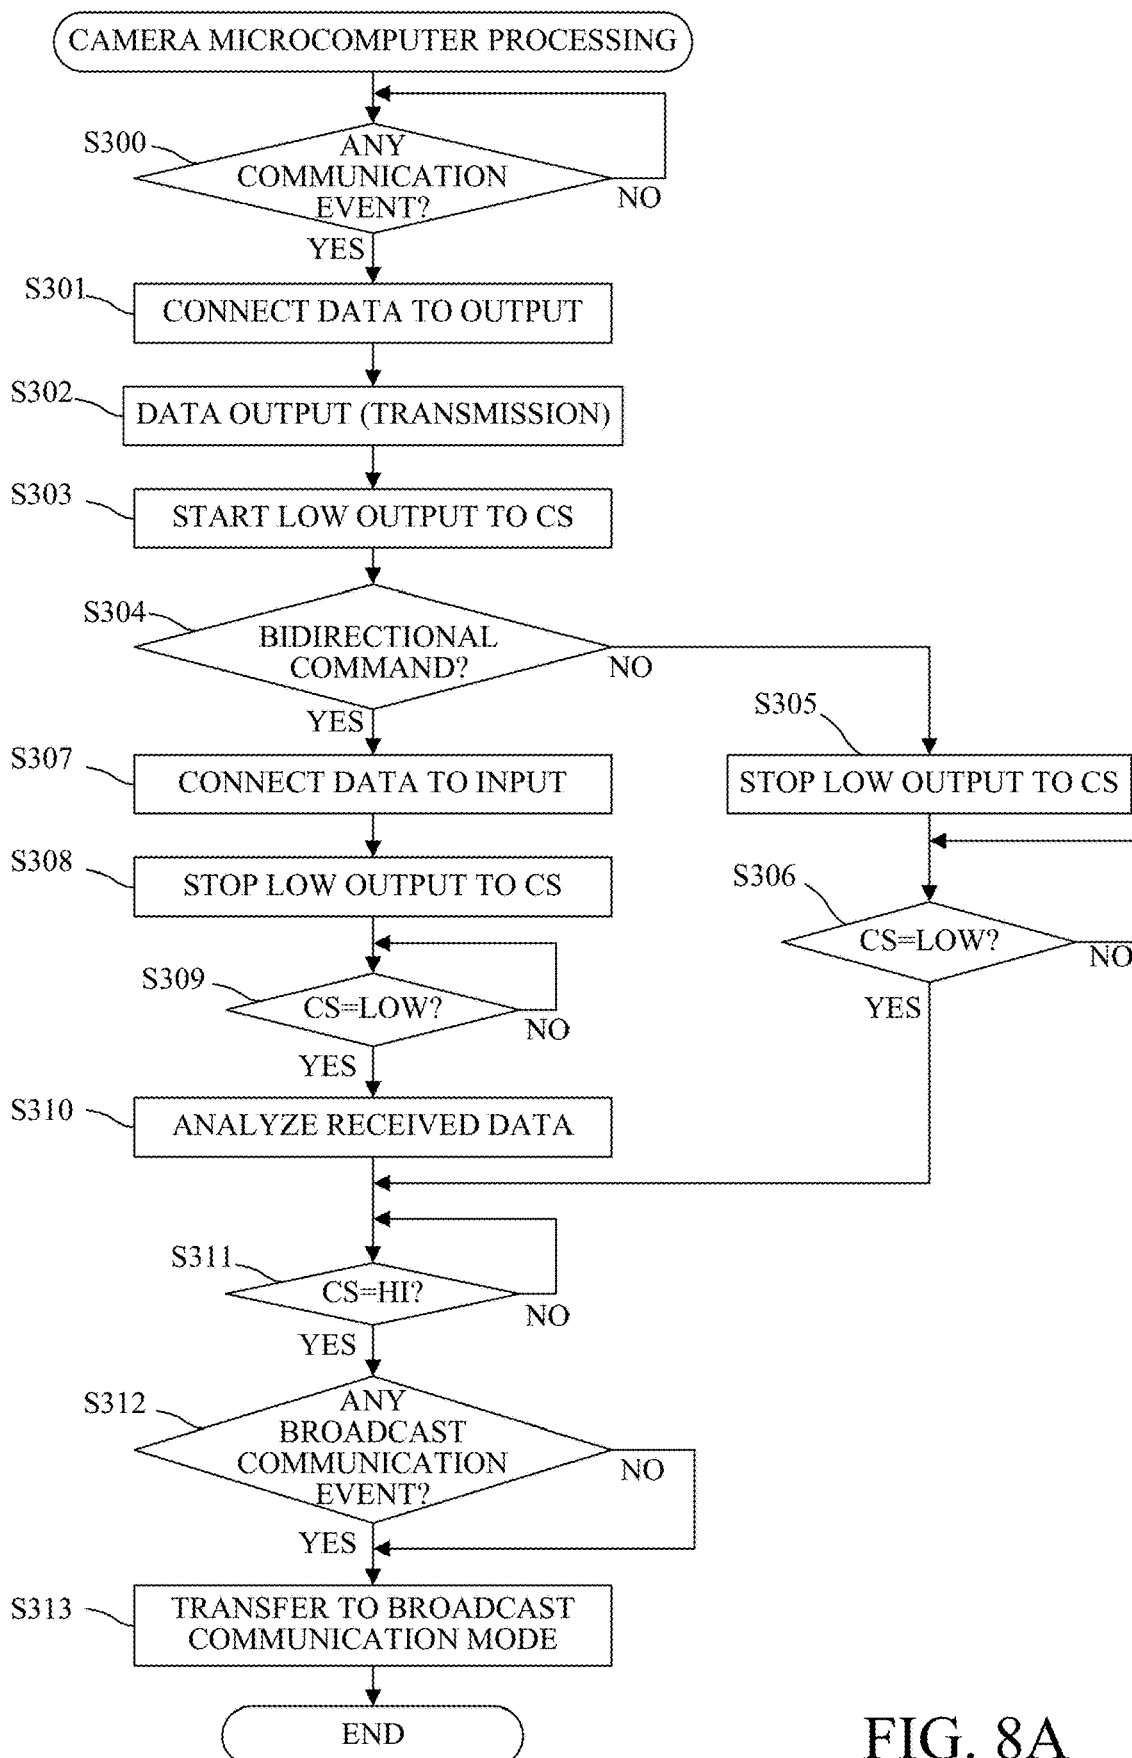 CAMERA MICROCOMPUTER PROCESSING
S300
ANY
COMMUNICATION
EVENT?
NO
YES
S301
CONNECT DATA TO OUTPUT
S302
DATA OUTPUT (TRANSMISSION)
S303
START LOW OUTPUT TO CS
S304
BIDIRECTIONAL
COMMAND?
NO
YES
S305
STOP LOW OUTPUT TO CS
S306
CS=LOW?
NO
YES
S307
CONNECT DATA TO INPUT
S308
STOP LOW OUTPUT TO CS
S309
CS=LOW?
NO
YES
S310
ANALYZE RECEIVED DATA
S311
CS=HI?
NO
YES
S312
ANY
BROADCAST
COMMUNICATION
EVENT?
NO
YES
S313
TRANSFER TO BROADCAST
COMMUNICATION MODE
END
FIG. 8A